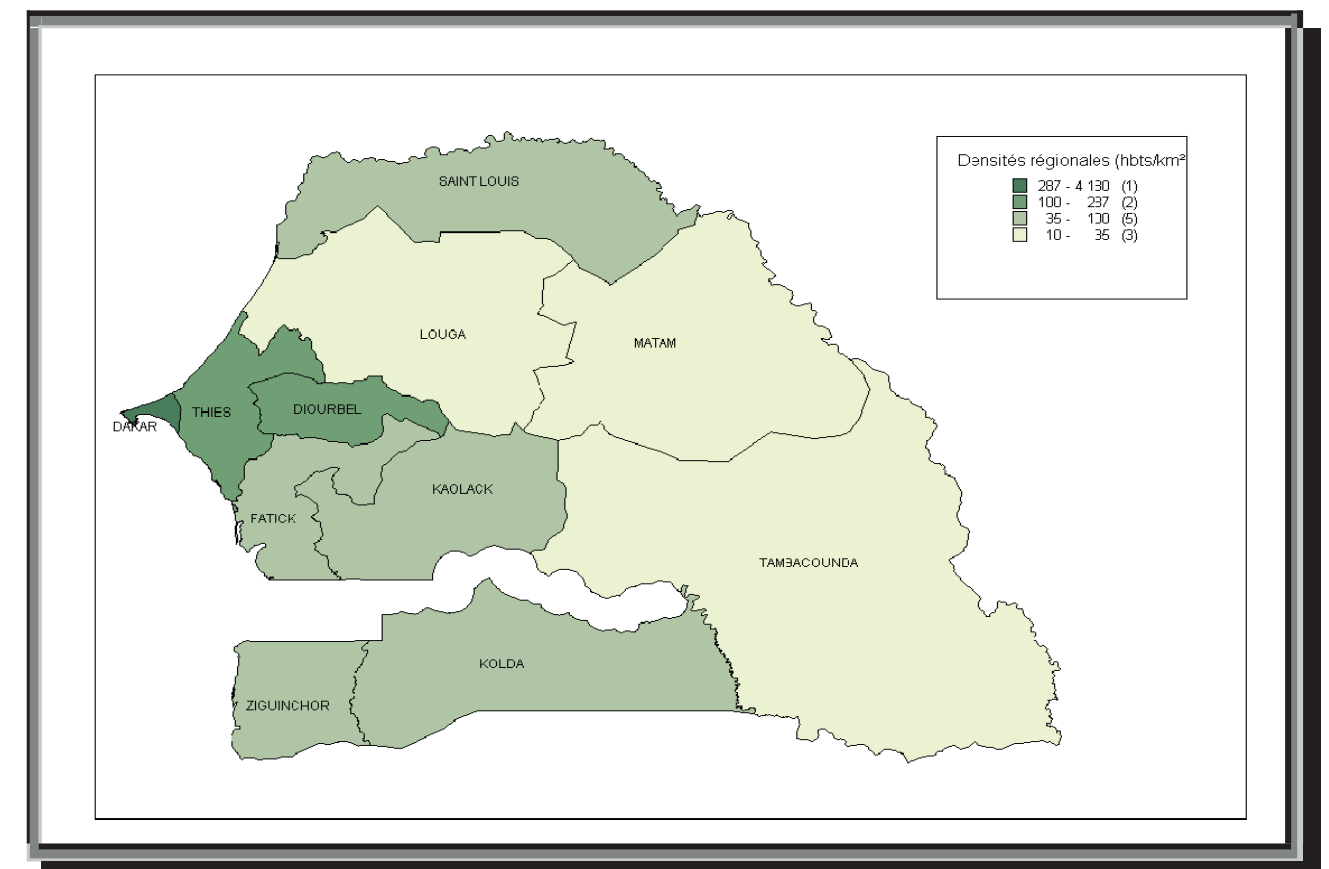 Densités régionales (hbts/km²
287 - 4 130 (1)
100 - 237 (2)
35 - 100 (5)
10 - 35 (3)
SAINT LOUIS
LOUGA
MATAM
THIES
DIOURBEL
DAKAR
KAOLACK
FATICK
TAMBACOUNDA
KOLDA
ZIGUINCHOR